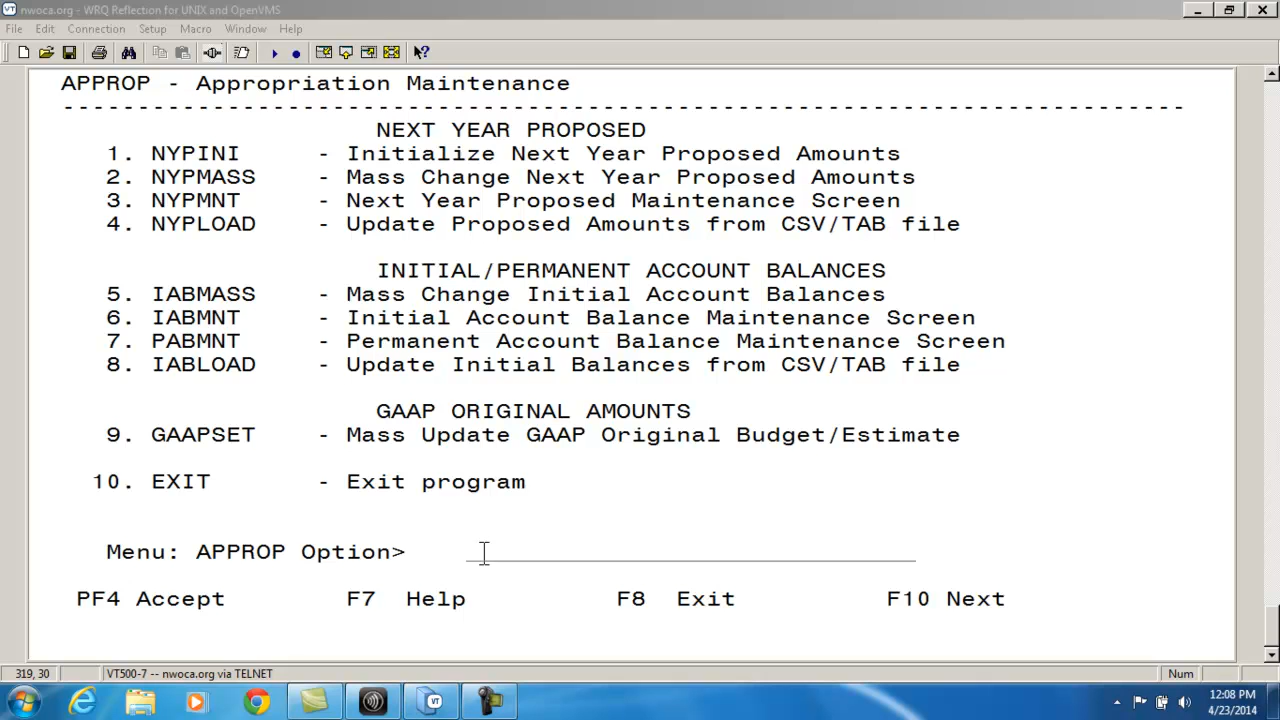 nwoca.org - WRQ Reflection for UNIX and OpenVMS
File Edit Connection Setup Macro Window Help
APPROP - Appropriation Maintenance
---------------------------------------------------------------------------
NEXT YEAR PROPOSED
1. NYPINI - Initialize Next Year Proposed Amounts
2. NYPMASS - Mass Change Next Year Proposed Amounts
3. NYPMNT - Next Year Proposed Maintenance Screen
4. NYPLOAD - Update Proposed Amounts from CSV/TAB file
INITIAL/PERMANENT ACCOUNT BALANCES
5. IABMASS - Mass Change Initial Account Balances
6. IABMNT - Initial Account Balance Maintenance Screen
7. PABMNT - Permanent Account Balance Maintenance Screen
8. IABLOAD - Update Initial Balances from CSV/TAB file
GAAP ORIGINAL AMOUNTS
9. GAAPSET - Mass Update GAAP Original Budget/Estimate
10. EXIT - Exit program
Menu: APPROP Option>
PF4 Accept F7 Help F8 Exit F10 Next
319, 30 VT500-7 -- nwoca.org via TELNET Num
12:08 PM
4/23/2014